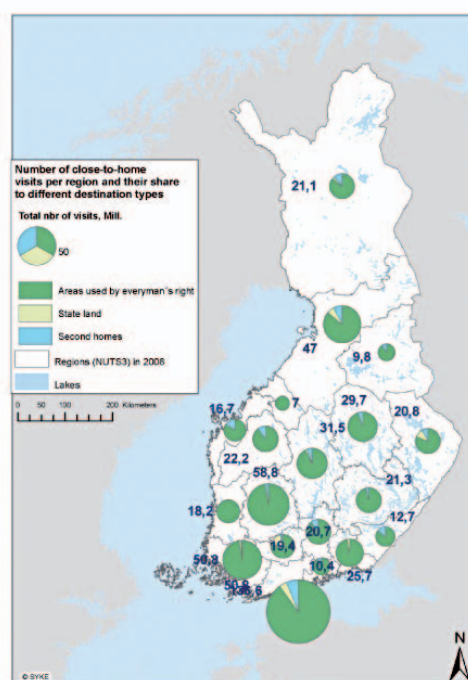 21,1
Number of close-to-home
visits per region and their share
to different destination types
Total nbr of visits, Mill.
50
Areas used by everyman´s right
State land
Second homes
Regions (NUTS3) in 2008
Lakes
200 100 0 200 Kilometers
47
9,8
7
29,7
20,8
16,7
31,5
22,2
58,8
21,3
12,7
18,2
20,7
19,4
50,8
10,4
25,7
50,8
N
© SYKE